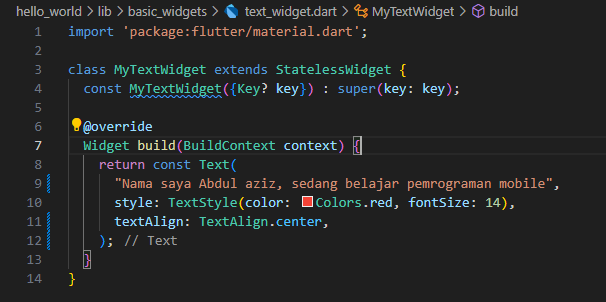 hello_world > lib > basic_widgets > text_widget.dart > MyTextWidget > build
1 import 'package:flutter/material.dart';
2
3 class MyTextWidget extends StatelessWidget {
4   const MyTextWidget({Key? key}) : super(key: key);
5
6   @override
7   Widget build(BuildContext context) {
8     return const Text(
9       "Nama saya Abdul aziz, sedang belajar pemrograman mobile",
10       style: TextStyle(color: Colors.red, fontSize: 14),
11       textAlign: TextAlign.center,
12     ); // Text
13   }
14 }